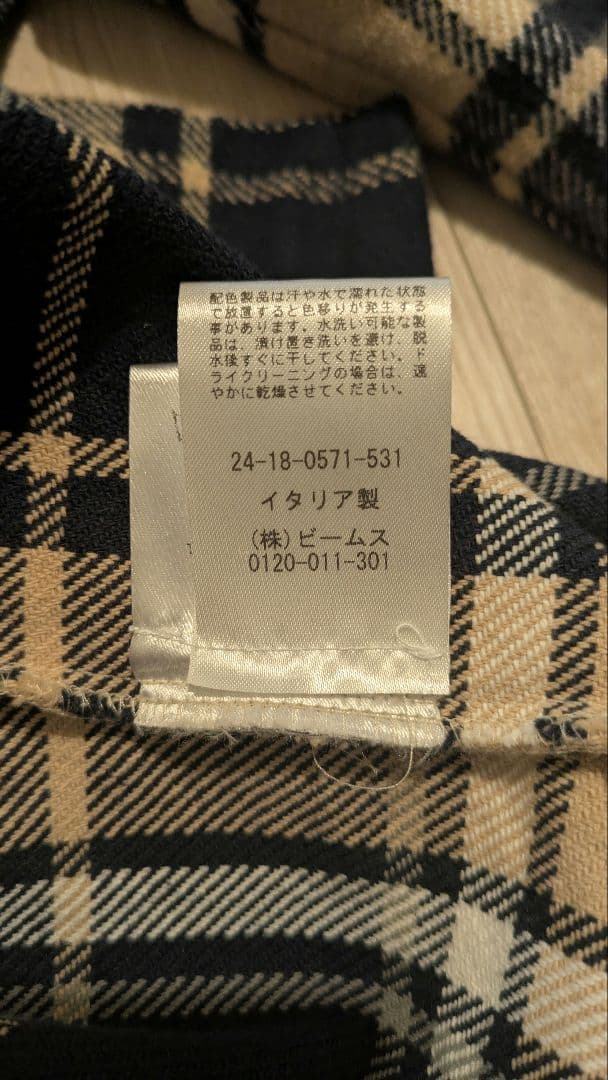 配色製品は汗や水で濡れた状態
で放置すると色移りが発生する
事があります。水洗い可能な製
品は、漬け置き洗いを避け、脱
水後すぐに干してください。ド
ライクリーニングの場合は、速
やかに乾燥させてください。
24-18-0571-531
イタリア製
(株)ビームス
0120-011-301